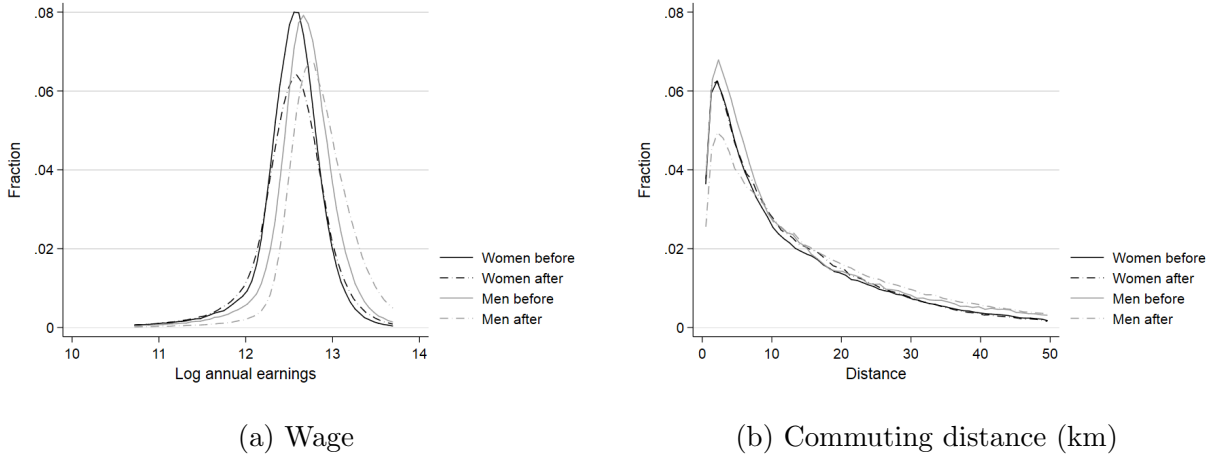 .08
.06
.04
.02
0
Fraction
10 11 12 13 14
Log annual earnings
Women before
Women after
Men before
Men after
(a) Wage
.08
.06
.04
.02
0
Fraction
0 10 20 30 40 50
Distance
Women before
Women after
Men before
Men after
(b) Commuting distance (km)